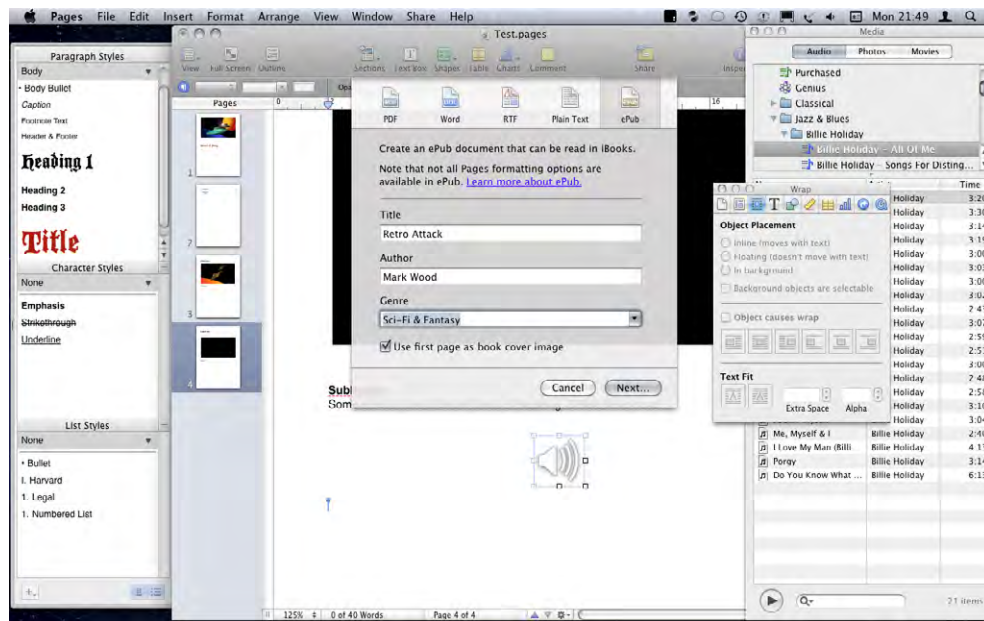 Pages File Edit Insert Format Arrange View Window Share Help
Mon 21:49
Paragraph Styles
Body
Body Bullet
Caption
Footnote Text
Header & Footer
Heading 1
Heading 2
Heading 3
Title
Character Styles
None
Emphasis
Strikethrough
Underline
List Styles
None
• Bullet
I. Harvard
1. Legal
1. Numbered List
Test.pages
View Full Screen Outline
Sections Text Box Shapes Table Charts Comment
Share
Pages
1
2
3
4
0
16
PDF Word RTF Plain Text ePub
Create an ePub document that can be read in iBooks.
Note that not all Pages formatting options are
available in ePub. Learn more about ePub.
Title
Retro Attack
Author
Mark Wood
Genre
Sci-Fi & Fantasy
Use first page as book cover image
Cancel Next...
125% 0 of 40 Words Page 4 of 4
Media
Audio Photos Movies
Purchased
Genius
Classical
Jazz & Blues
Billie Holiday
Billie Holiday – All Of Me
Billie Holiday – Songs For Disting...
Time
Wrap
Object Placement
Inline (moves with text)
Floating (doesn't move with text)
In background
Background objects are selectable
Object causes wrap
Text Fit
Extra Space Alpha
Me, Myself & I Billie Holiday
I Love My Man (Billi Billie Holiday
Porgy Billie Holiday
Do You Know What ... Billie Holiday
21 items